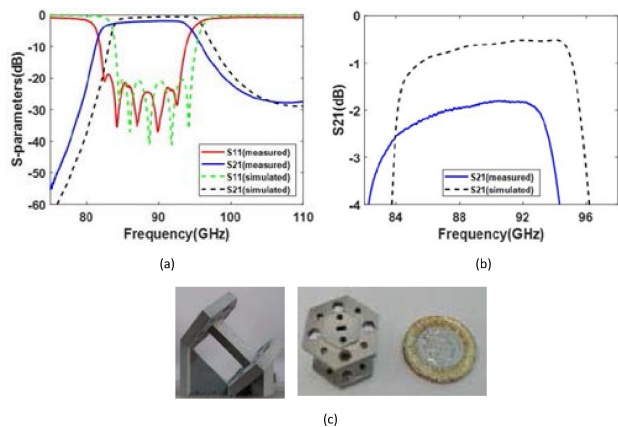 (a)
0
-10
-20
-30
-40
-50
-60
S-parameters(dB)
S11(measured)
S21(measured)
S11(simulated)
S21(simulated)
80
90
100
110
Frequency(GHz)
(b)
0
-1
-2
-3
-4
S21(dB)
S21(measured)
S21(simulated)
84
88
92
96
Frequency(GHz)
(a)
(b)
(c)